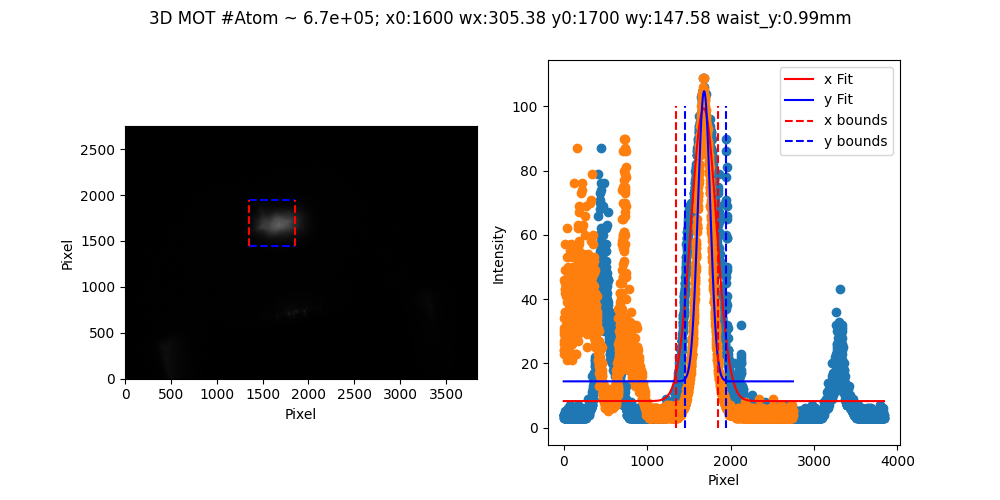 3D MOT #Atom ~ 6.7e+05; x0:1600 wx:305.38 y0:1700 wy:147.58 waist_y:0.99mm
2500
2000
1500
1000
500
0
Pixel
0 500 1000 1500 2000 2500 3000 3500
Pixel
100
80
60
40
20
0
Intensity
0 1000 2000 3000 4000
Pixel
x Fit
y Fit
x bounds
y bounds